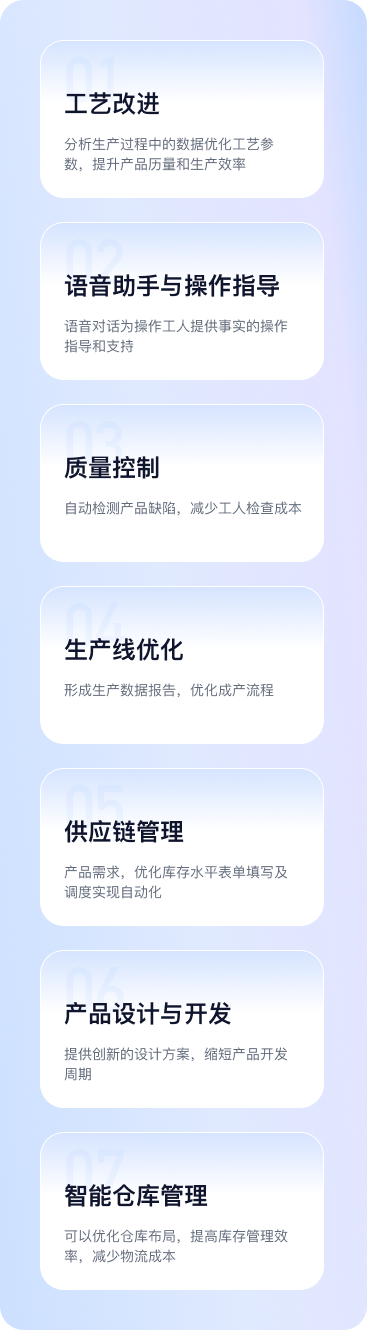 01
工艺改进
分析生产过程中的数据优化工艺参
数，提升产品历量和生产效率
02
语音助手与操作指导
语音对话为操作工人提供事实的操作
指导和支持
03
质量控制
自动检测产品缺陷，减少工人检查成本
04
生产线优化
形成生产数据报告，优化成产流程
05
供应链管理
产品需求，优化库存水平表单填写及
调度实现自动化
06
产品设计与开发
提供创新的设计方案，缩短产品开发
周期
07
智能仓库管理
可以优化仓库布局，提高库存管理效
率，减少物流成本